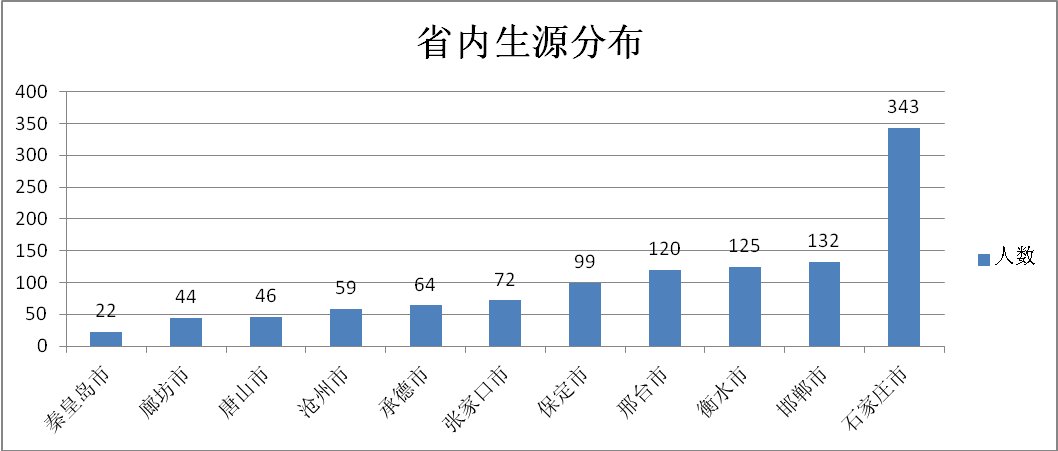 省内生源分布
400
350
300
250
200
150
100
50
0
22
44
46
59
64
72
99
120
125
132
343
秦皇岛市
廊坊市
唐山市
沧州市
承德市
张家口市
保定市
邢台市
衡水市
邯郸市
石家庄市
人数